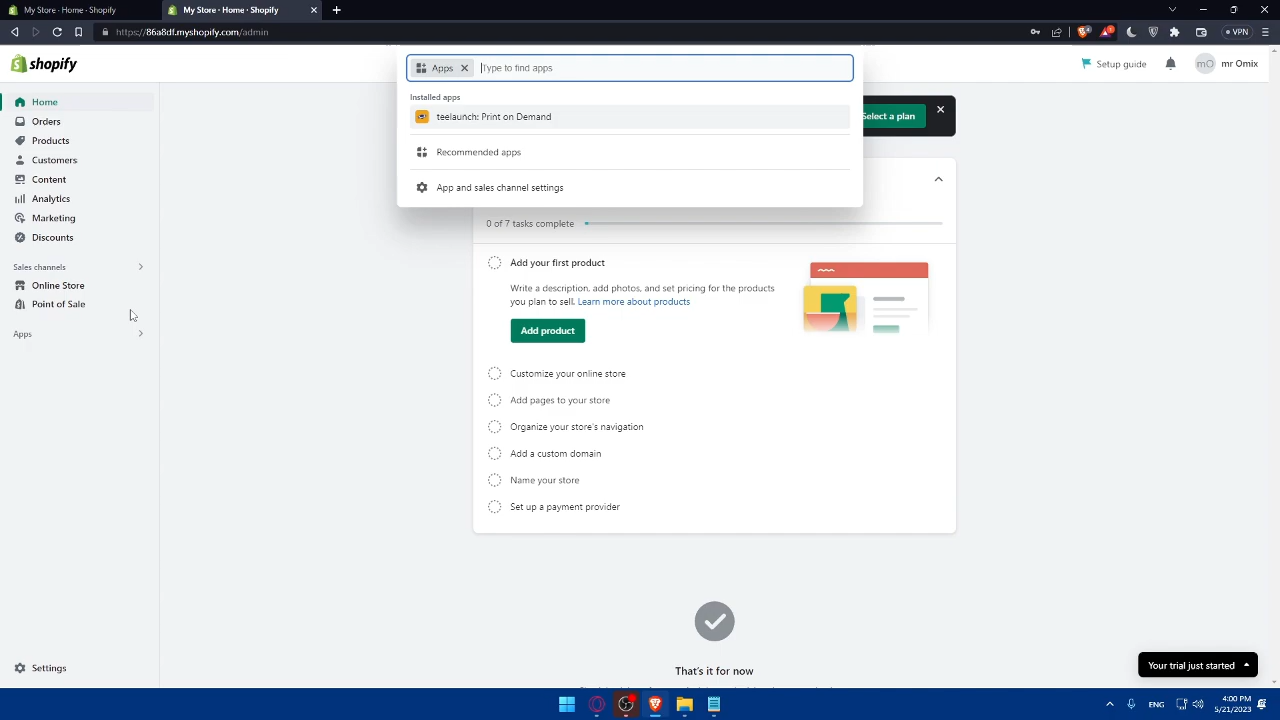 My Store · Home · Shopify
My Store · Home · Shopify
https://86a8df.myshopify.com/admin
VPN
shopify
Apps
Type to find apps
Setup guide
mO
mr Omix
Installed apps
teelaunch: Print on Demand
Recommended apps
App and sales channel settings
Select a plan
Home
Orders
Products
Customers
Content
Analytics
Marketing
Discounts
Sales channels
Online Store
Point of Sale
Apps
Settings
0 of 7 tasks complete
Add your first product
Write a description, add photos, and set pricing for the products
you plan to sell. Learn more about products
Add product
Customize your online store
Add pages to your store
Organize your store's navigation
Add a custom domain
Name your store
Set up a payment provider
That's it for now
Your trial just started
ENG
4:00 PM
5/21/2023